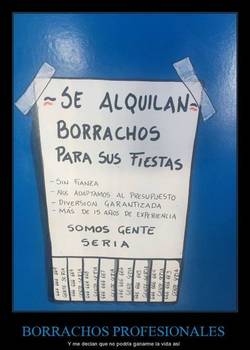 SE ALQUILAN
BORRACHOS
PARA SUS FIESTAS
- SIN FIANZA
- NOS ADAPTAMOS AL PRESUPUESTO
- DIVERSION GARANTIZADA
- MAS DE 15 AÑOS DE EXPERIENCIA
SOMOS GENTE
SERIA
BORRACHOS PROFESIONALES
Y me decían que no podría ganarme la vida así